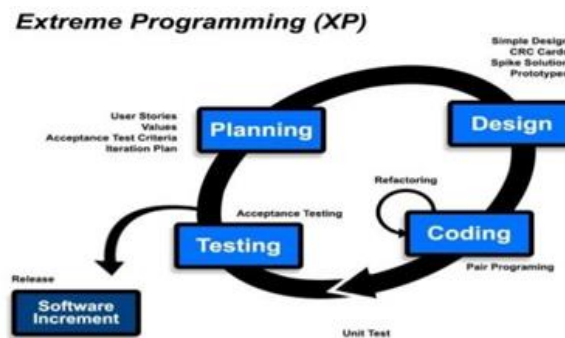 Extreme Programming (XP)
Simple Design
CRC Cards
Spike Solution
Prototypes
User Stories
Values
Acceptance Test Criteria
Iteration Plan
Planning
Design
Refactoring
Acceptance Testing
Testing
Coding
Pair Programing
Release
Software
Increment
Unit Test